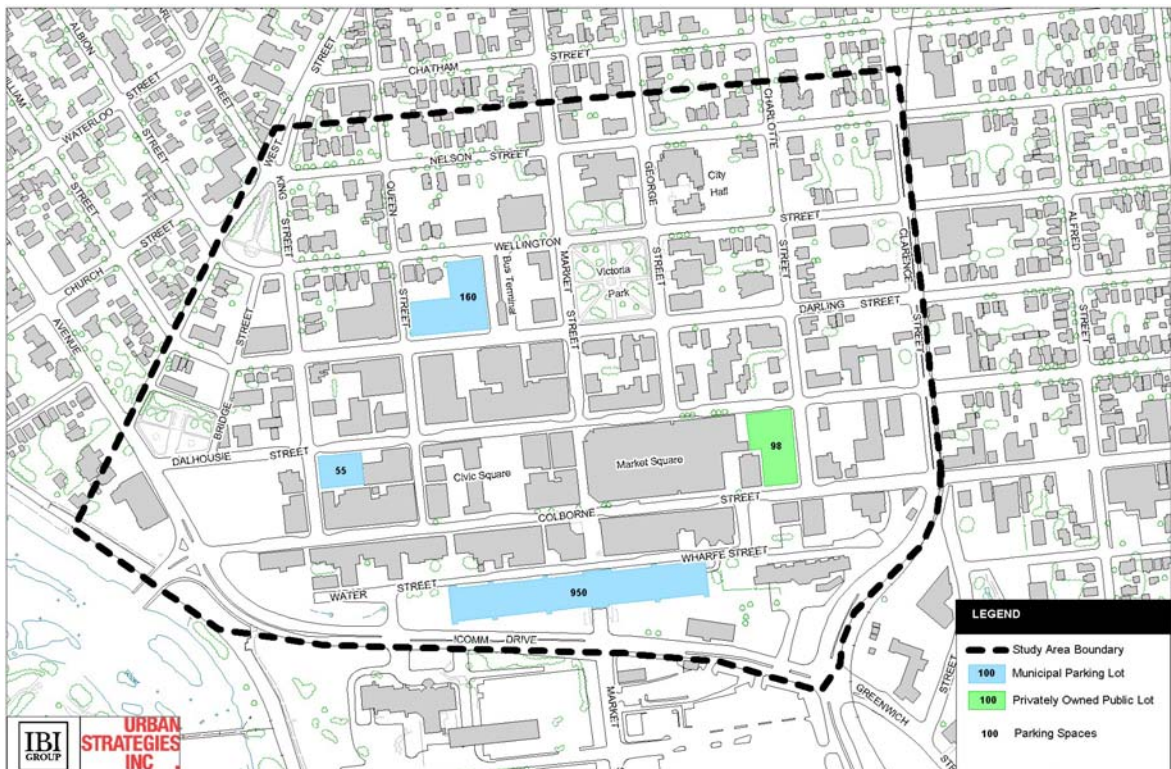 ALBION
STREET
EARL
STREET
WILLIAM
STREET
WATERLOO
STREET
STREET
CHATHAM STREET
WEST
NELSON STREET
CHARLOTTE
STREET
GEORGE
STREET
City
Hall
KING
STREET
QUEEN
STREET
STREET
CLARENCE
STREET
ALFRED
STREET
CHURCH
STREET
AVENUE
WELLINGTON
MARKET
STREET
Bus Terminal
Victoria
Park
160
DARLING STREET
BRIDGE
STREET
DALHOUSIE STREET
55
Civic Square
Market Square
98
COLBORNE STREET
WHARFE STREET
WATER STREET
950
ICOMM DRIVE
MARKET
STREET
GREENWICH
LEGEND
Study Area Boundary
100 Municipal Parking Lot
100 Privately Owned Public Lot
100 Parking Spaces
IBI
GROUP
URBAN
STRATEGIES
INC .